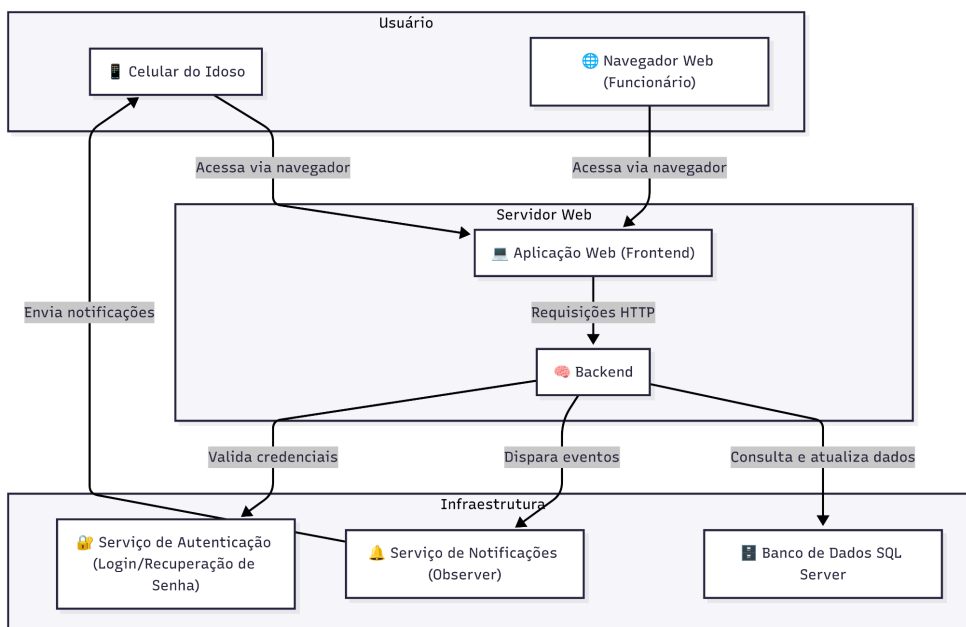 Usuário
📱 Celular do Idoso
🌐 Navegador Web
(Funcionário)
Acessa via navegador
Acessa via navegador
Servidor Web
💻 Aplicação Web (Frontend)
Envia notificações
Requisições HTTP
🧠 Backend
Valida credenciais
Dispara eventos
Consulta e atualiza dados
Infraestrutura
🔐 Serviço de Autenticação
(Login/Recuperação de
Senha)
🔔 Serviço de Notificações
(Observer)
🗄️ Banco de Dados SQL
Server